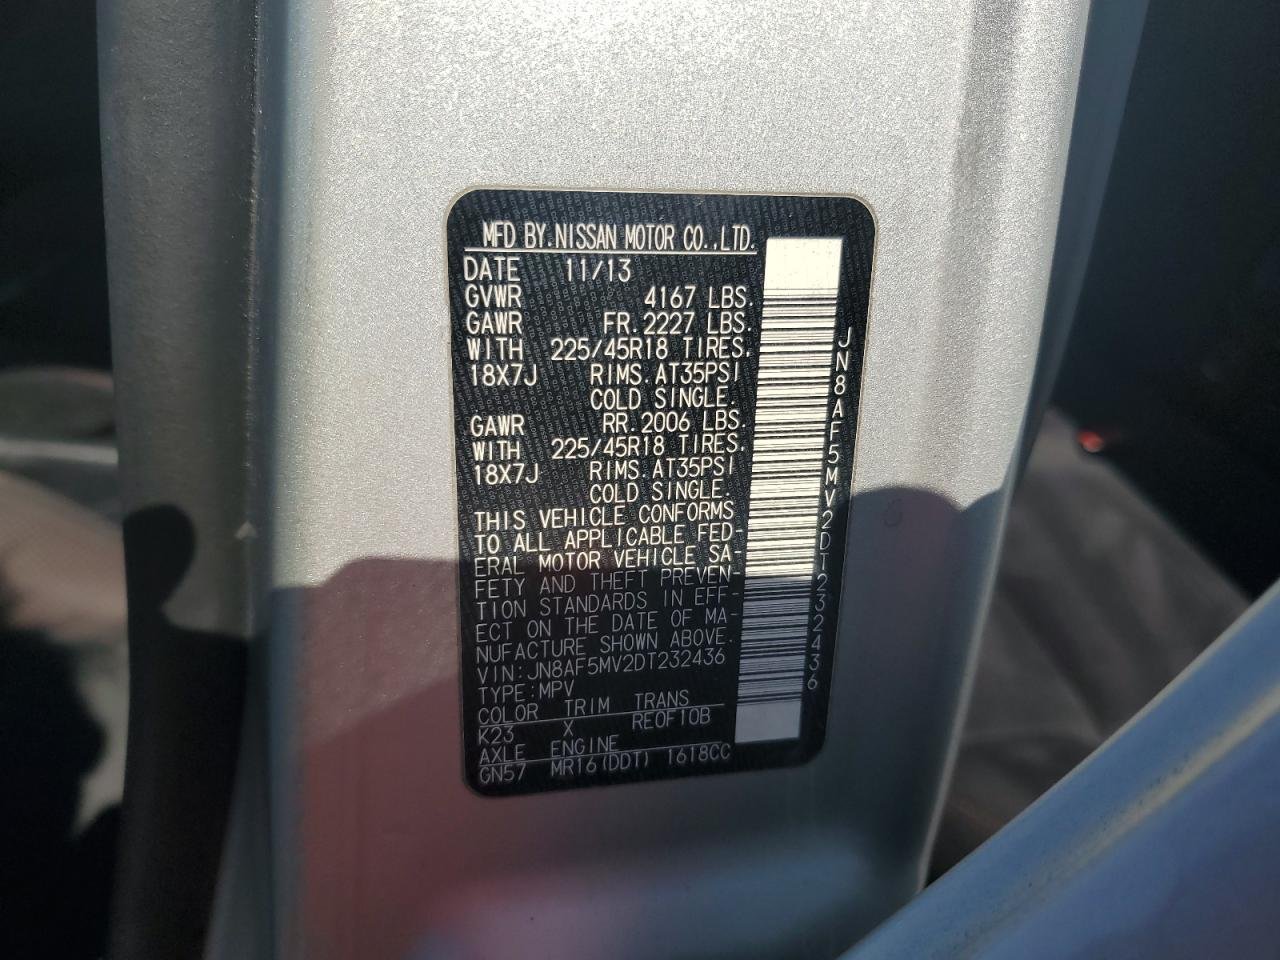 MFD BY.NISSAN MOTOR CO.,LTD.
DATE 11/13
GVWR 4167 LBS.
GAWR FR.2227 LBS.
WITH 225/45R18 TIRES.
18X7J RIMS.AT35PSI
COLD SINGLE.
GAWR RR.2006 LBS.
WITH 225/45R18 TIRES.
18X7J RIMS.AT35PSI
COLD SINGLE.
THIS VEHICLE CONFORMS
TO ALL APPLICABLE FED-
ERAL MOTOR VEHICLE SA-
FETY AND THEFT PREVEN-
TION STANDARDS IN EFF-
ECT ON THE DATE OF MA-
NUFACTURE SHOWN ABOVE.
VIN:JN8AF5MV2DT232436
TYPE:MPV
COLOR TRIM TRANS
K23 X REOF10B
AXLE ENGINE
GN57 MR16(DDT) 1618CC
JN8AF5MV2DT232436